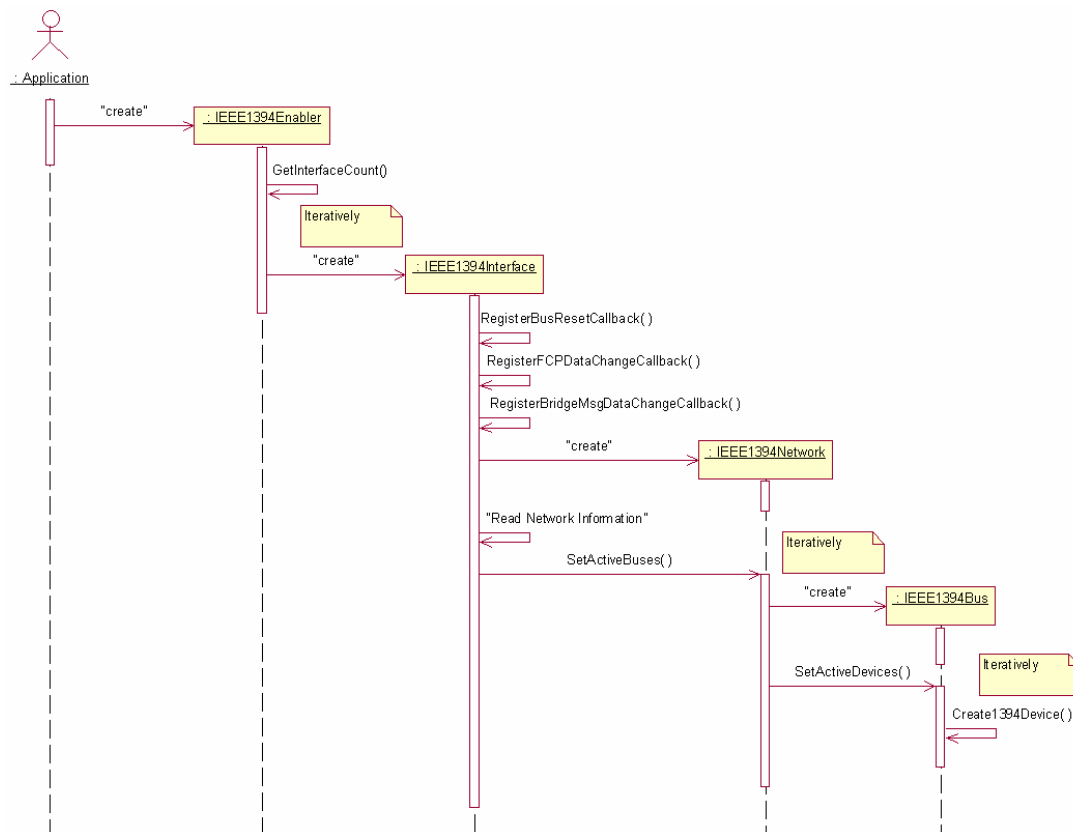 : Application
"create"
: IEEE1394Enabler
GetInterfaceCount()
Iteratively
"create"
: IEEE1394Interface
RegisterBusResetCallback( )
RegisterFCPDataChangeCallback( )
RegisterBridgeMsgDataChangeCallback( )
"create"
: IEEE1394Network
"Read Network Information"
Iteratively
SetActiveBuses( )
"create"
: IEEE1394Bus
Iteratively
SetActiveDevices( )
Create1394Device( )